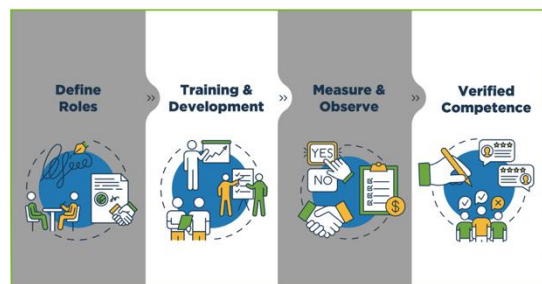 Define
Roles
»
Training &
Development
»
Measure &
Observe
»
Verified
Competence
YES
NO
$